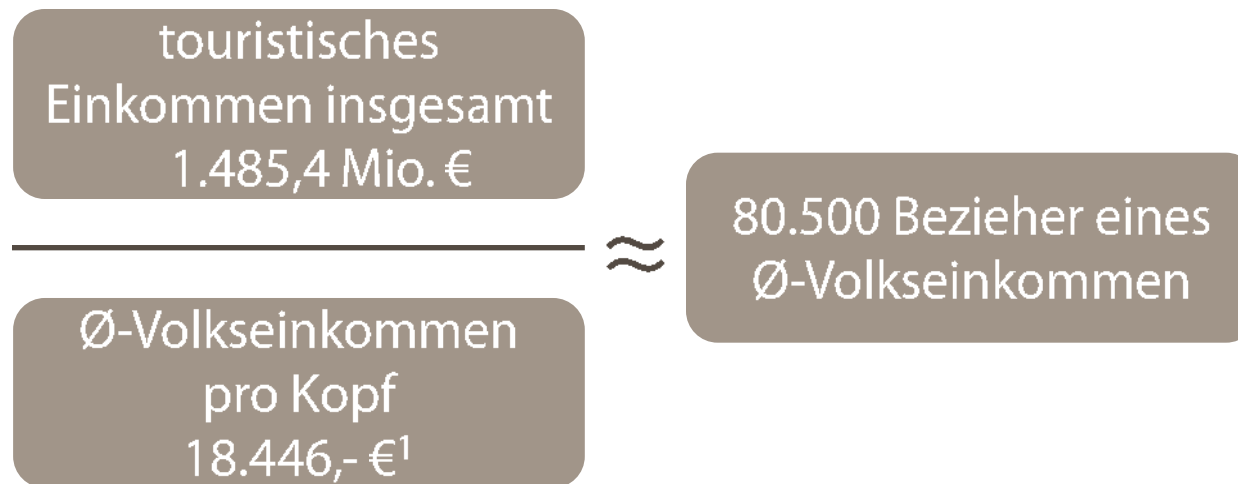 touristisches
Einkommen insgesamt
1.485,4 Mio. €
Ø-Volkseinkommen
pro Kopf
18.446,- €¹
≈
80.500 Bezieher eines
Ø-Volkseinkommen